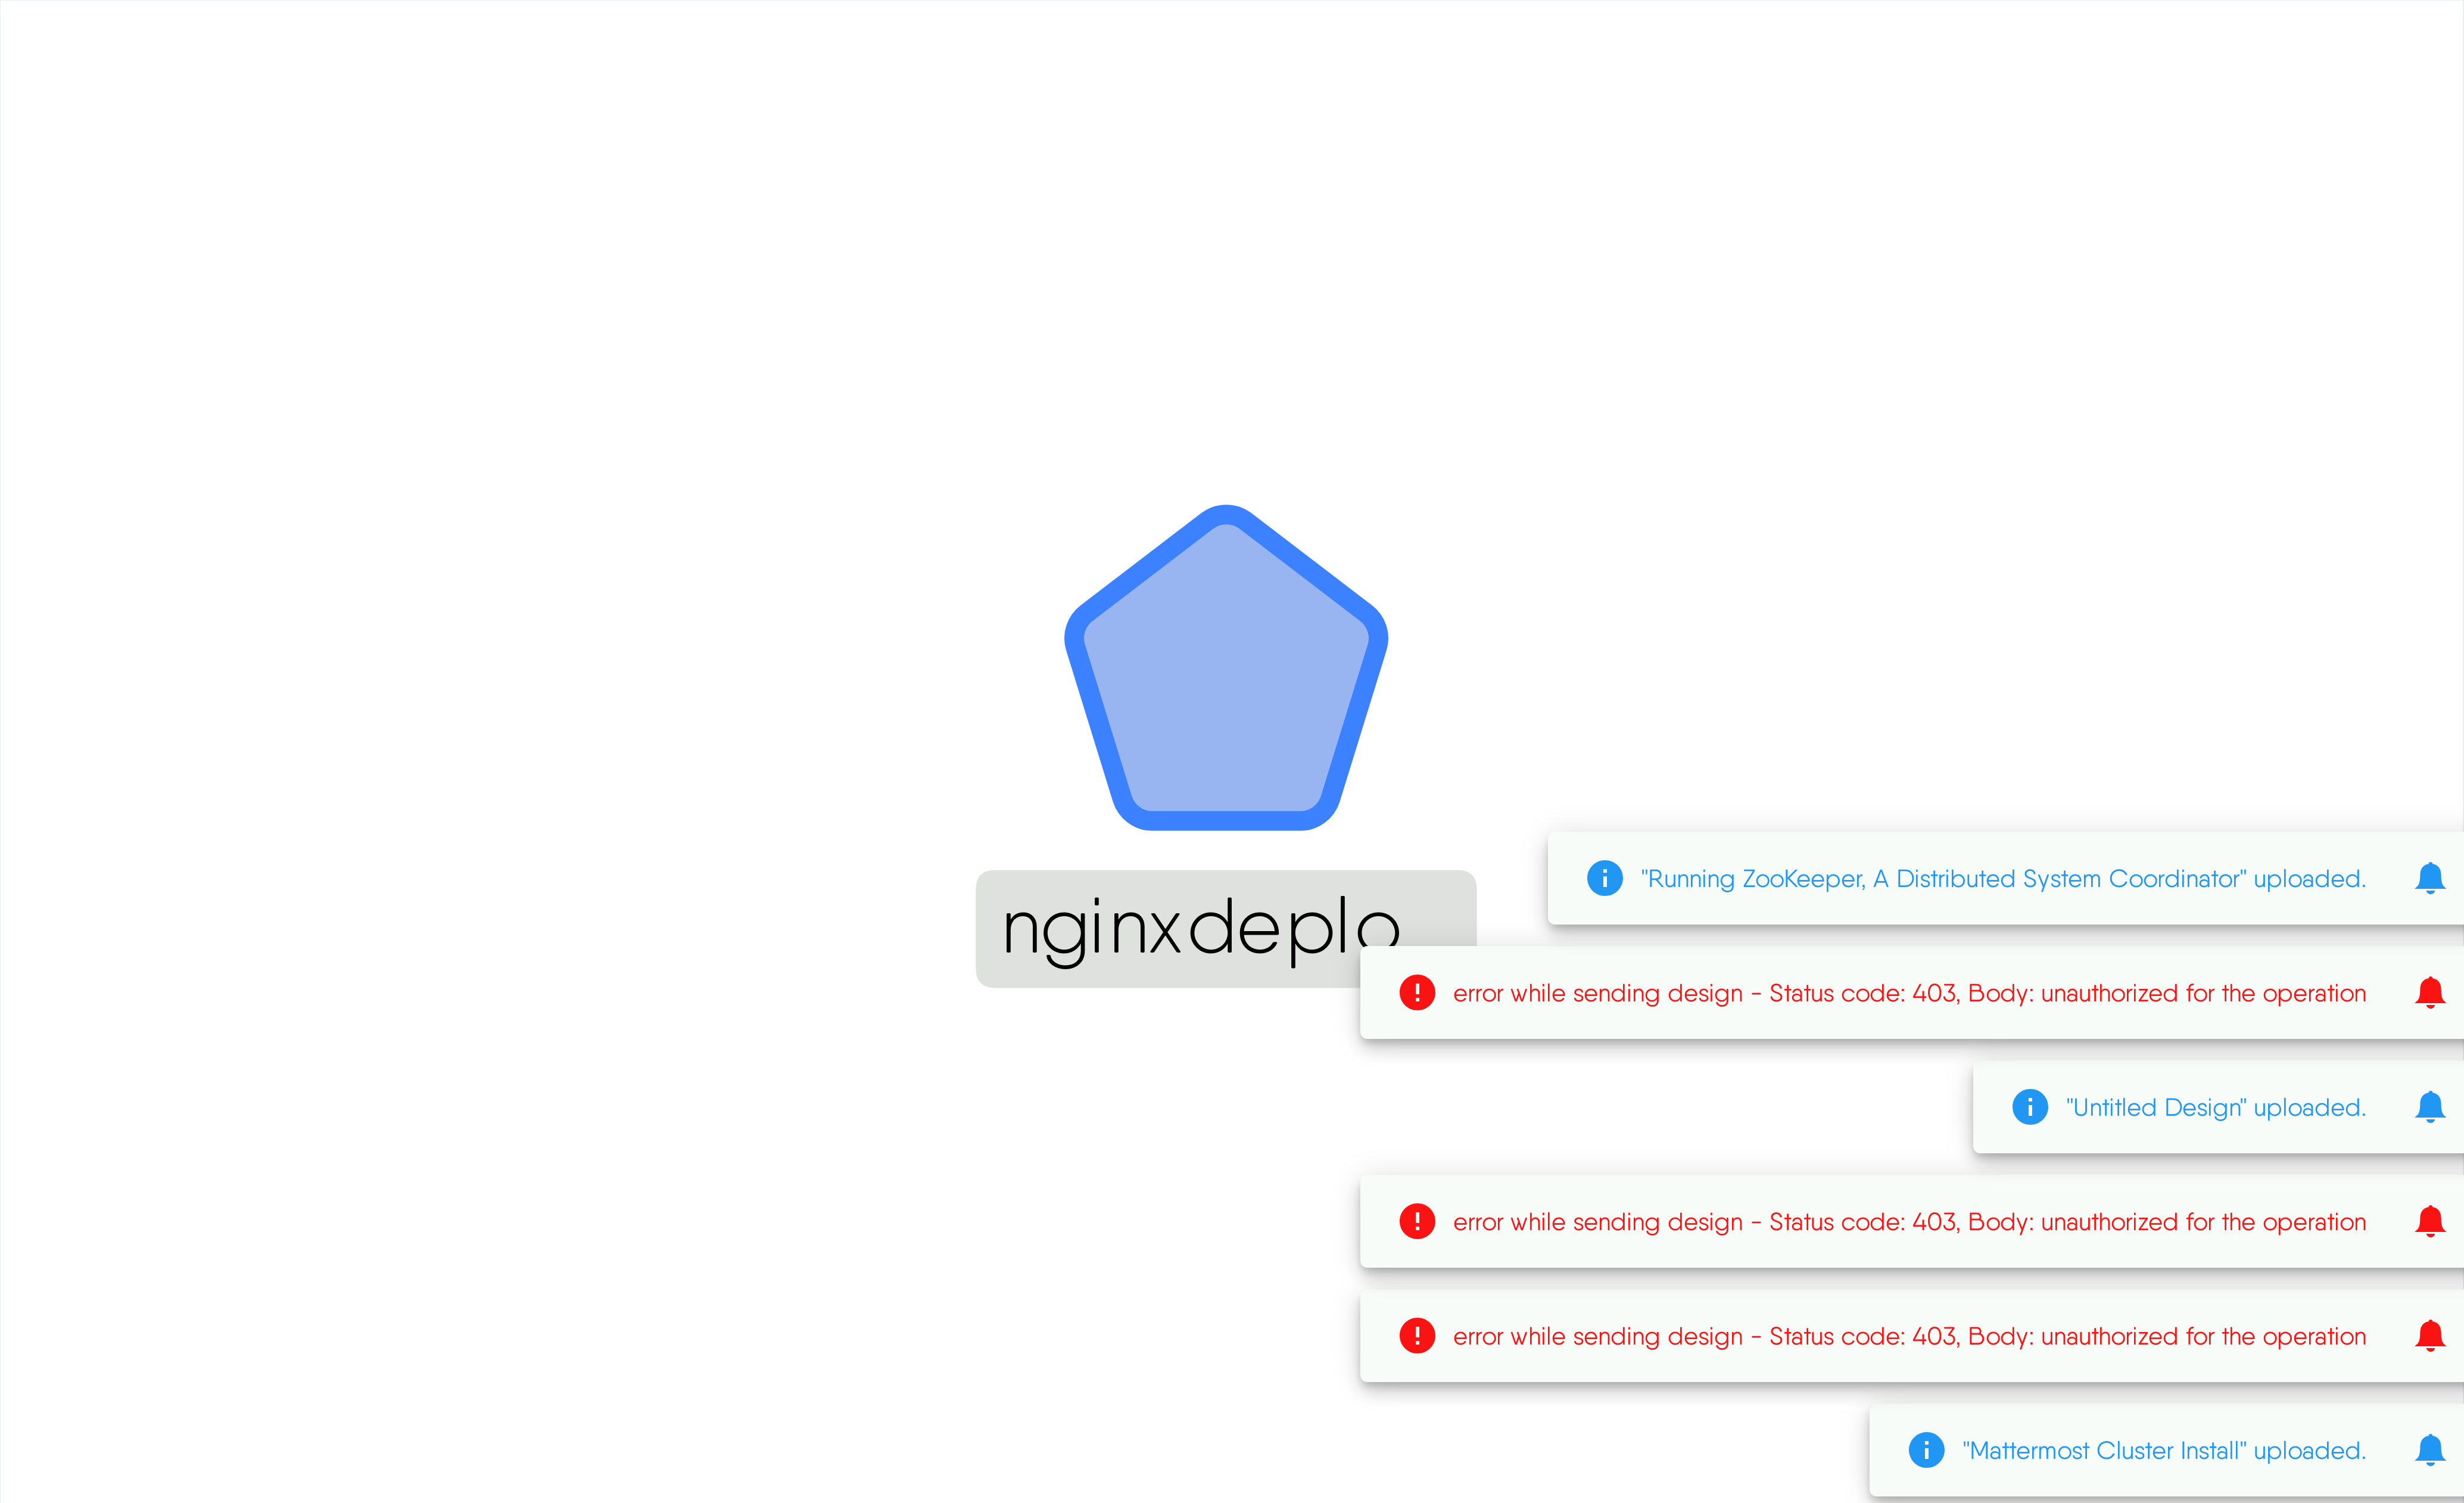 nginxdeplo
"Running ZooKeeper, A Distributed System Coordinator" uploaded.
error while sending design - Status code: 403, Body: unauthorized for the operation
"Untitled Design" uploaded.
error while sending design - Status code: 403, Body: unauthorized for the operation
error while sending design - Status code: 403, Body: unauthorized for the operation
"Mattermost Cluster Install" uploaded.